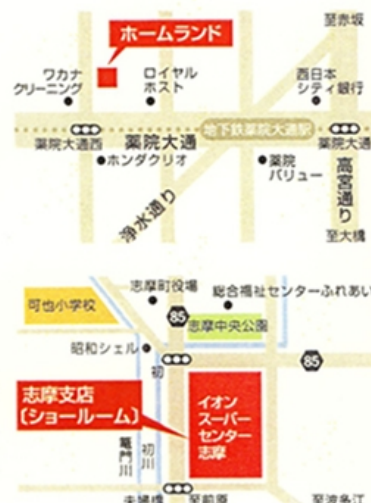 至赤坂
ホームランド
ワカナ
クリーニング
ロイヤル
ホスト
西日本
シティ銀行
地下鉄薬院大通駅
薬院大通西
薬院大通
薬院大通
ホンダクリオ
薬院
バリュー
高宮通り
浄水通り
至大橋
志摩町役場
総合福祉センターふれあい
可也小学校
85
志摩中央公園
昭和シェル
初
85
志摩支店
〔ショールーム〕
イオン
スーパー
センター
志摩
初川
至前原
至波多江